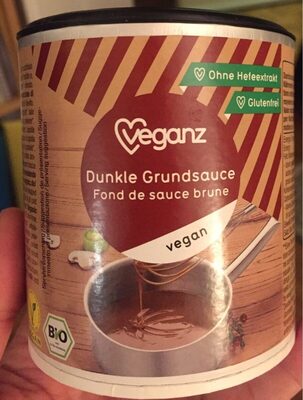 Ohne Hefeextrakt
Glutenfrei
veganz
Dunkle Grundsauce
Fond de sauce brune
vegan
BiO